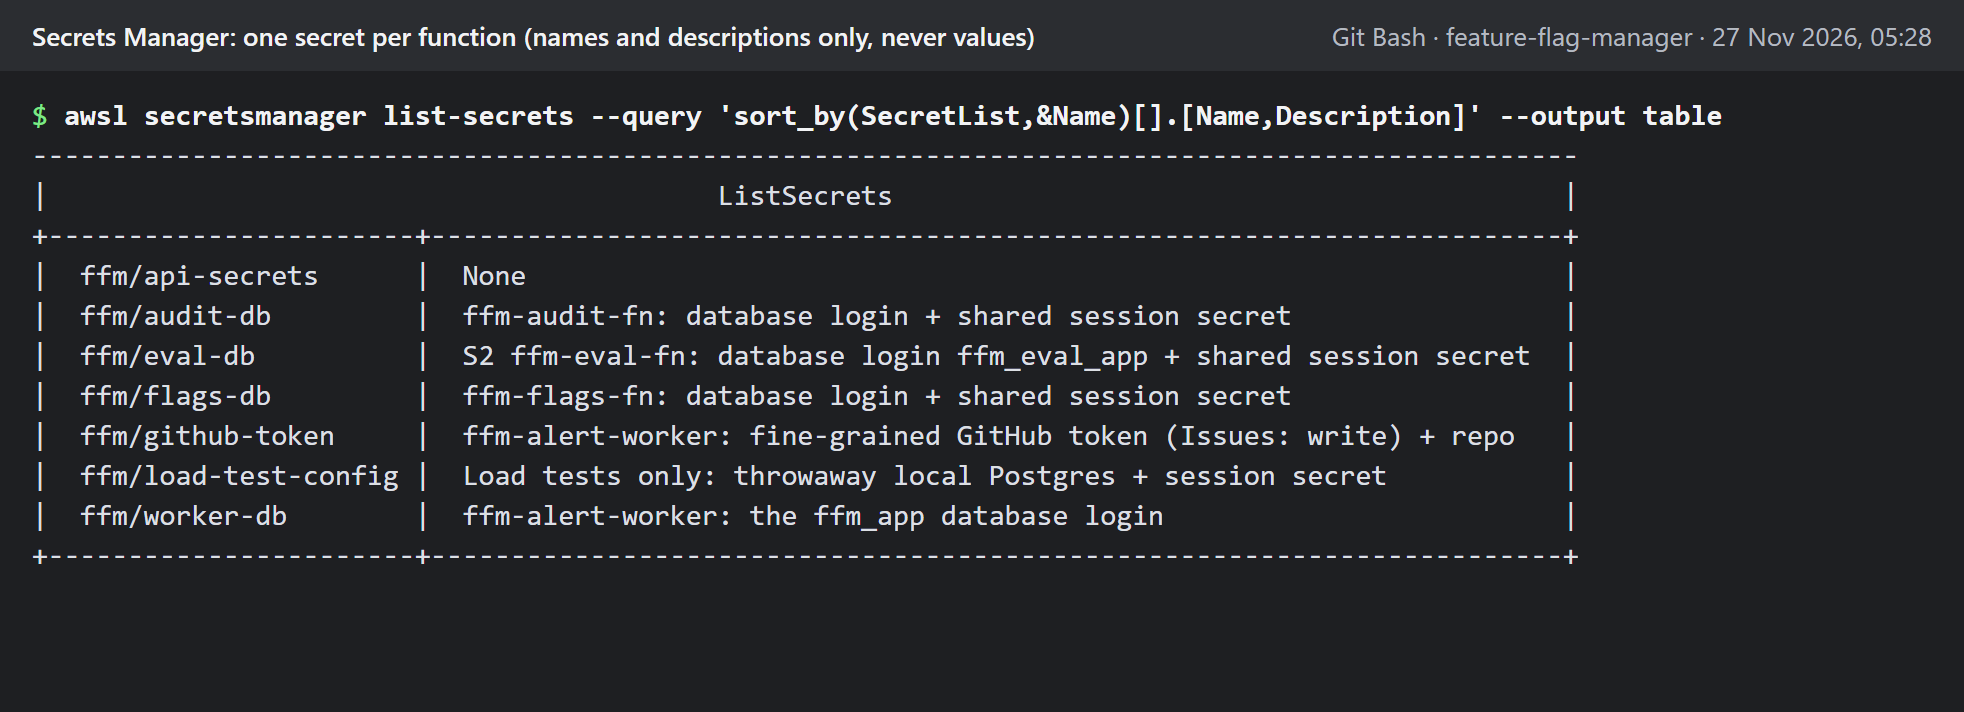 Secrets Manager: one secret per function (names and descriptions only, never values)
Git Bash · feature-flag-manager · 27 Nov 2026, 05:28
$ awsl secretsmanager list-secrets --query 'sort_by(SecretList,&Name)[].[Name,Description]' --output table
-------------------------------------------------------------------------------------------------
|                                          ListSecrets                                          |
+-----------------------+-----------------------------------------------------------------------+
|  ffm/api-secrets      |  None                                                                 |
|  ffm/audit-db         |  ffm-audit-fn: database login + shared session secret                 |
|  ffm/eval-db          |  S2 ffm-eval-fn: database login ffm_eval_app + shared session secret  |
|  ffm/flags-db         |  ffm-flags-fn: database login + shared session secret                 |
|  ffm/github-token     |  ffm-alert-worker: fine-grained GitHub token (Issues: write) + repo   |
|  ffm/load-test-config |  Load tests only: throwaway local Postgres + session secret           |
|  ffm/worker-db        |  ffm-alert-worker: the ffm_app database login                         |
+-----------------------+-----------------------------------------------------------------------+